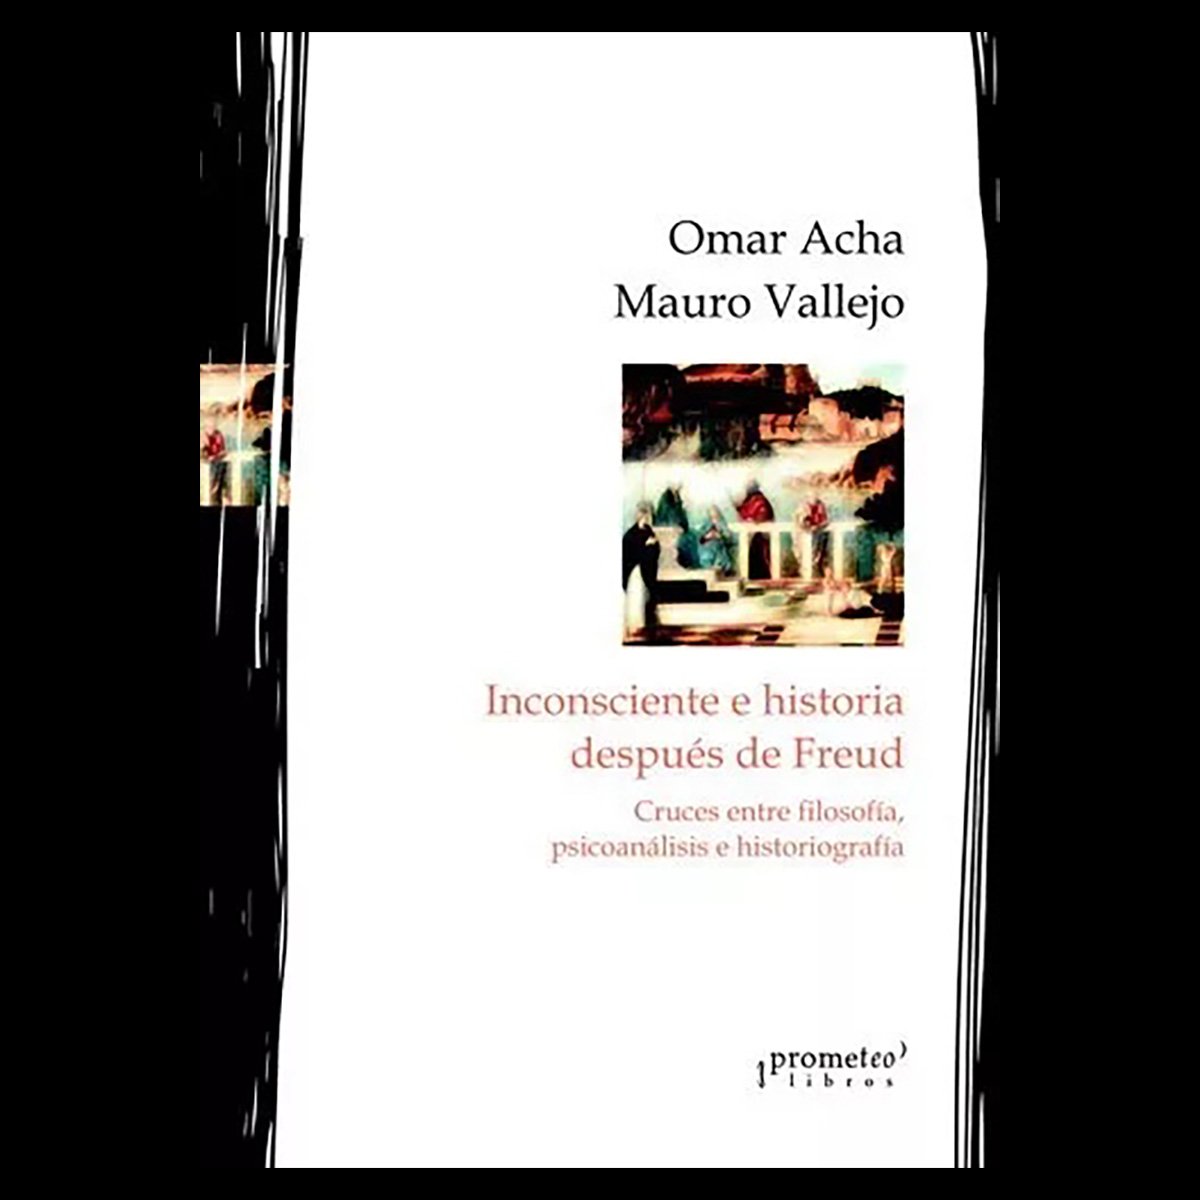 Omar Acha
Mauro Vallejo
Inconsciente e historia
después de Freud
Cruces entre filosofía,
psicoanálisis e historiografía
prometeo
libros